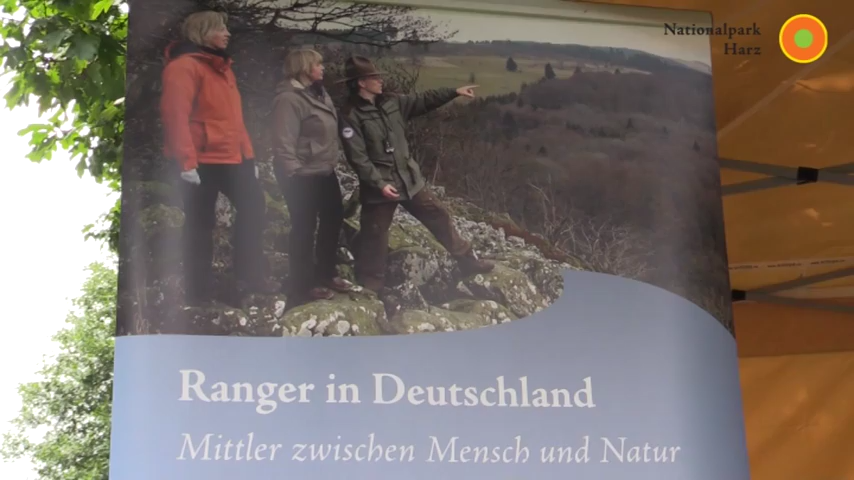 Nationalpark
Harz
Ranger in Deutschland
Mittler zwischen Mensch und Natur